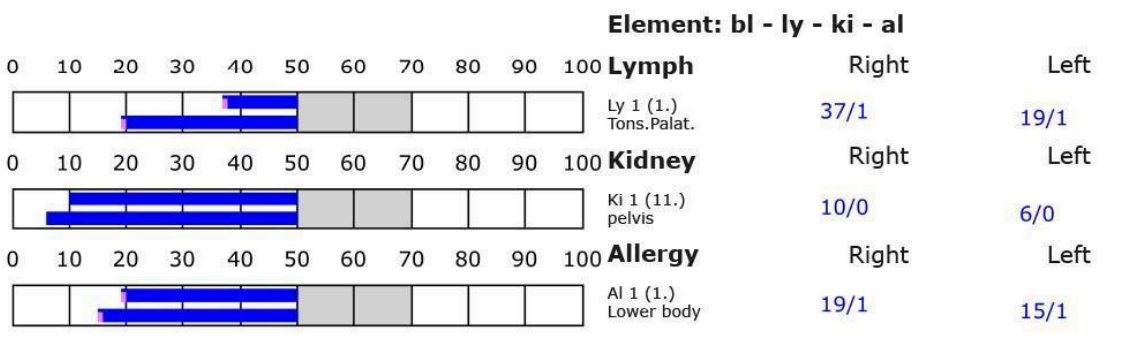 Element: bl - ly - ki - al
0 10 20 30 40 50 60 70 80 90 100 Lymph Right Left
Ly 1 (1.) 37/1 19/1
Tons.Palat.
0 10 20 30 40 50 60 70 80 90 100 Kidney Right Left
Ki 1 (11.) 10/0 6/0
pelvis
0 10 20 30 40 50 60 70 80 90 100 Allergy Right Left
Al 1 (1.) 19/1 15/1
Lower body